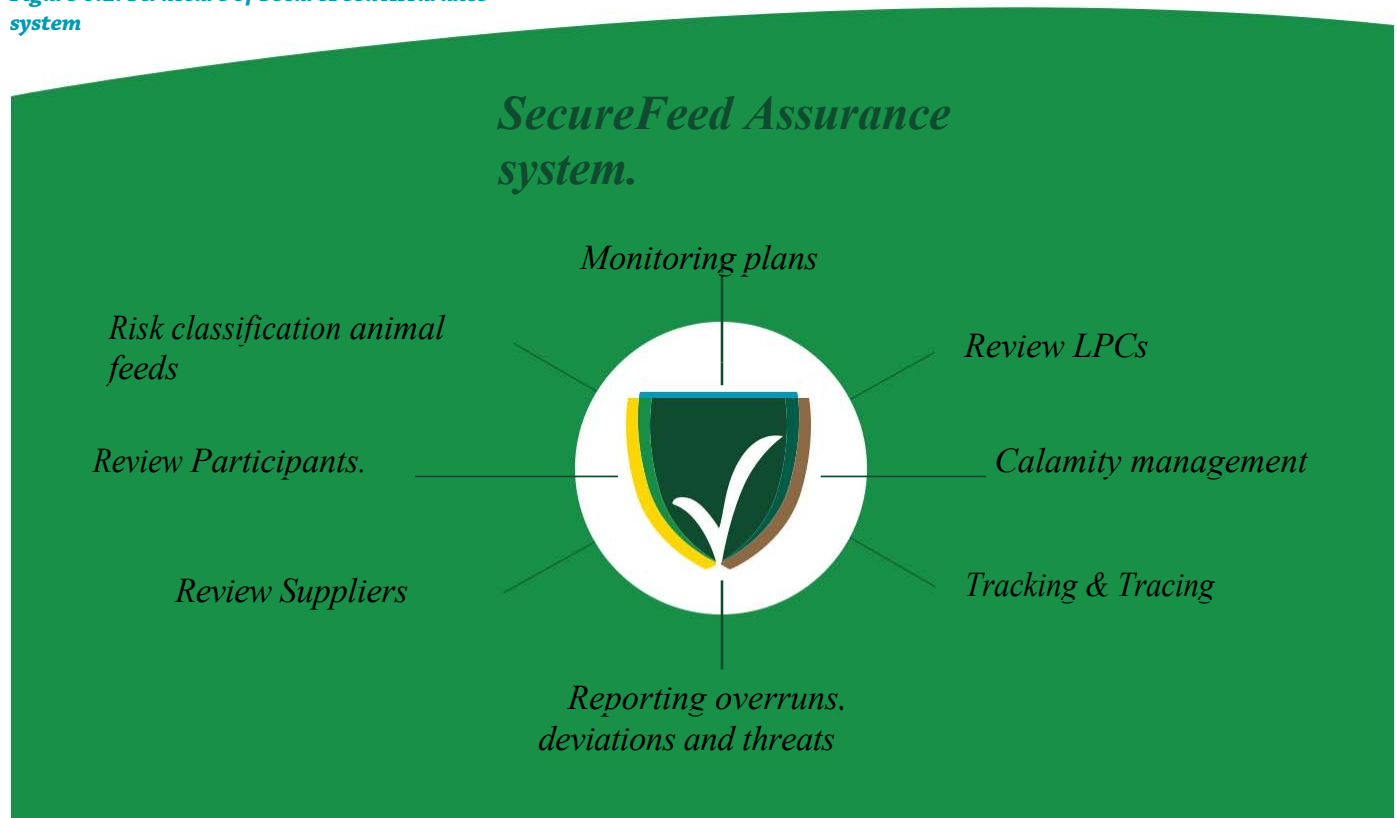 system
SecureFeed Assurance
system.
Monitoring plans
Risk classification animal
feeds
Review LPCs
Review Participants.
Calamity management
Review Suppliers
Tracking & Tracing
Reporting overruns,
deviations and threats